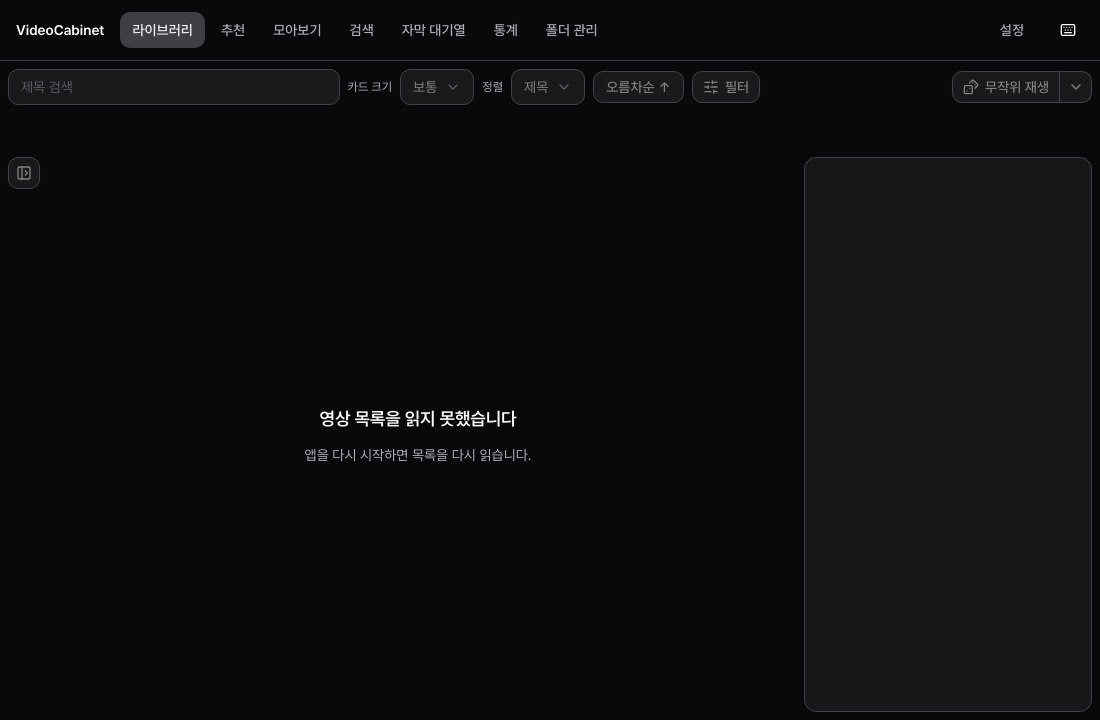 VideoCabinet 라이브러리 추천 모아보기 검색 자막 대기열 통계 폴더 관리 설정
제목 검색 카드 크기 보통 정렬 제목 오름차순 ↑ 필터 무작위 재생
영상 목록을 읽지 못했습니다
앱을 다시 시작하면 목록을 다시 읽습니다.